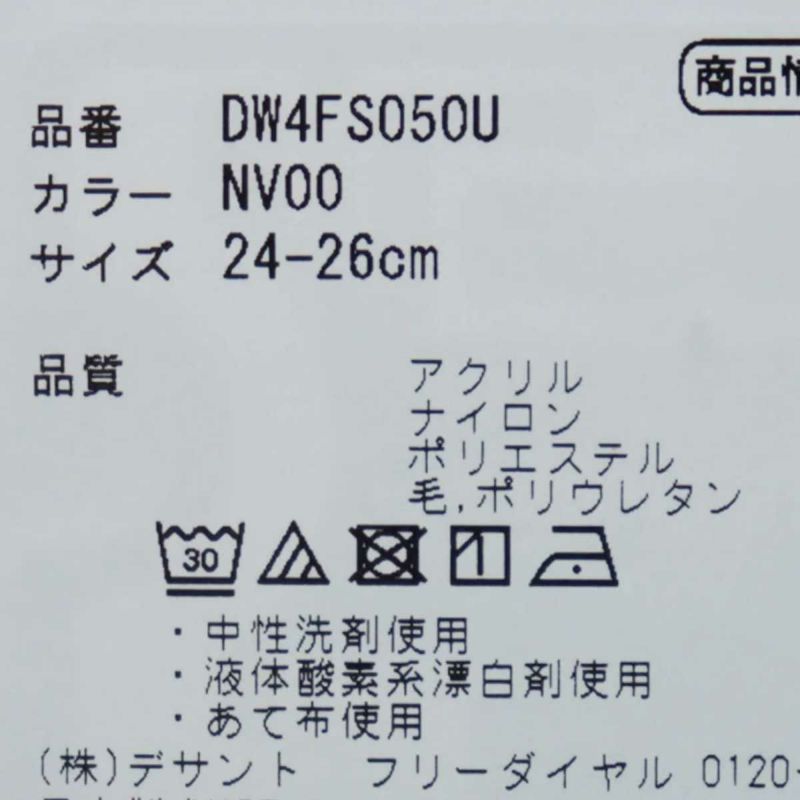 商品情
品番 DW4FS050U
カラー NV00
サイズ 24-26cm
品質 アクリル
ナイロン
ポリエステル
毛,ポリウレタン
30
・中性洗剤使用
・液体酸素系漂白剤使用
・あて布使用
(株)デサント フリーダイヤル 0120-